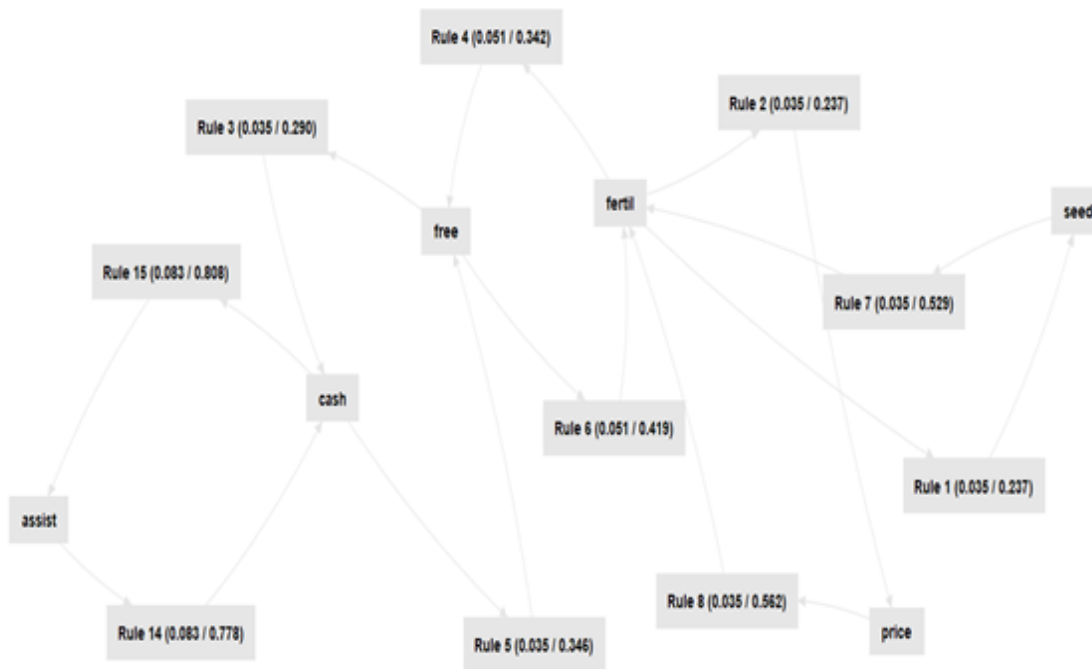 Rule 4 (0.051 / 0.342)
Rule 2 (0.035 / 0.237)
Rule 3 (0.035 / 0.290)
fertil
seed
free
Rule 15 (0.083 / 0.808)
Rule 7 (0.035 / 0.529)
cash
Rule 6 (0.051 / 0.419)
Rule 1 (0.035 / 0.237)
assist
Rule 8 (0.035 / 0.562)
Rule 14 (0.083 / 0.778)
price
Rule 5 (0.035 / 0.346)